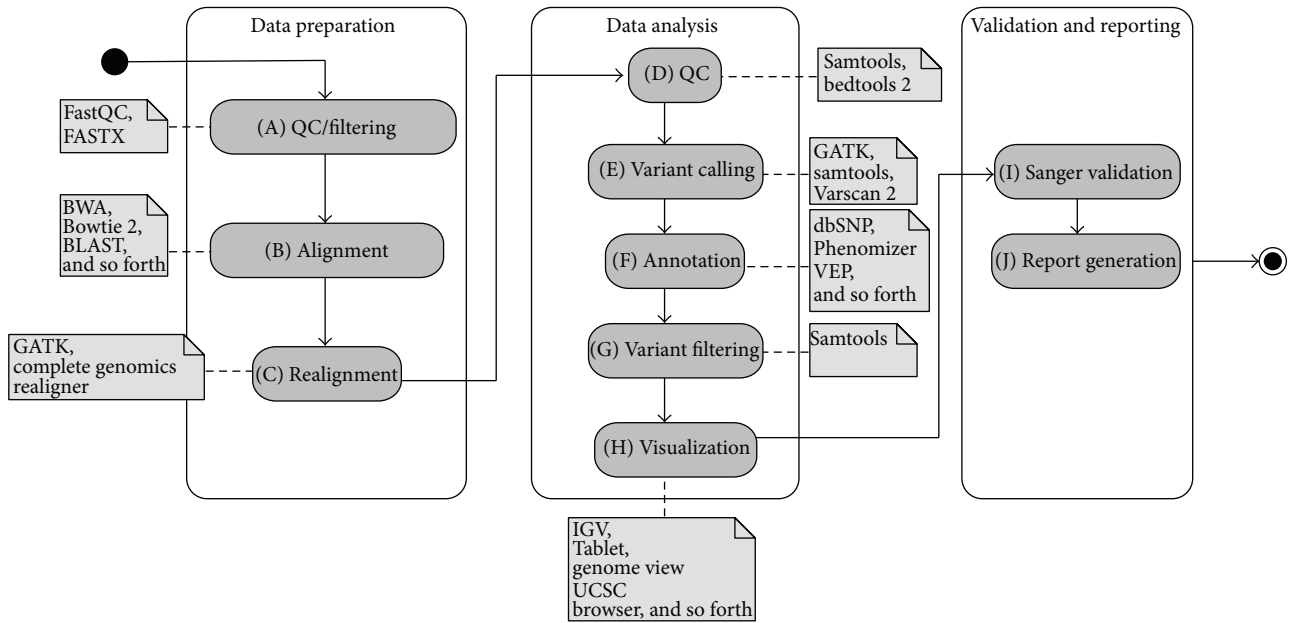 Data preparation
FastQC,
FASTX
(A) QC/filtering
BWA,
Bowtie 2,
BLAST,
and so forth
(B) Alignment
GATK,
complete genomics
realigner
(C) Realignment
Data analysis
(D) QC
Samtools,
bedtools 2
(E) Variant calling
GATK,
samtools,
Varscan 2
(F) Annotation
dbSNP,
Phenomizer
VEP,
and so forth
(G) Variant filtering
Samtools
(H) Visualization
IGV,
Tablet,
genome view
UCSC
browser, and so forth
Validation and reporting
(I) Sanger validation
(J) Report generation